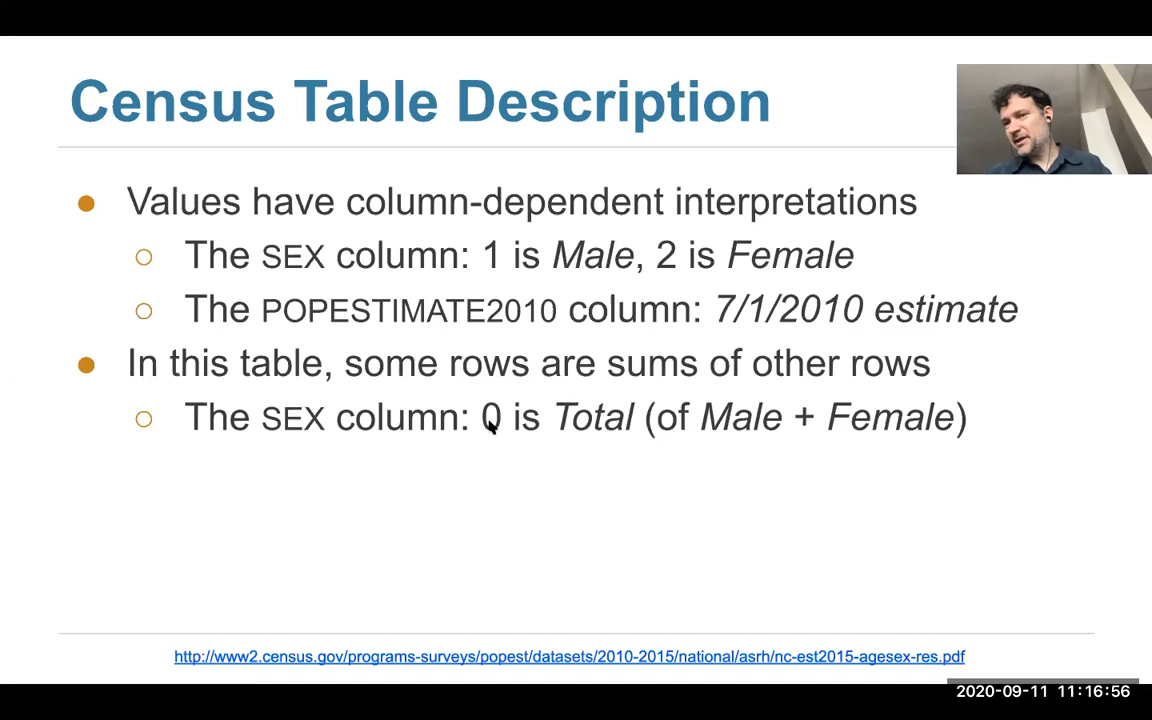 Census Table Description
● Values have column-dependent interpretations
○ The SEX column: 1 is Male, 2 is Female
○ The POPESTIMATE2010 column: 7/1/2010 estimate
● In this table, some rows are sums of other rows
○ The SEX column: 0 is Total (of Male + Female)
http://www2.census.gov/programs-surveys/popest/datasets/2010-2015/national/asrh/nc-est2015-agesex-res.pdf
2020-09-11 11:16:56